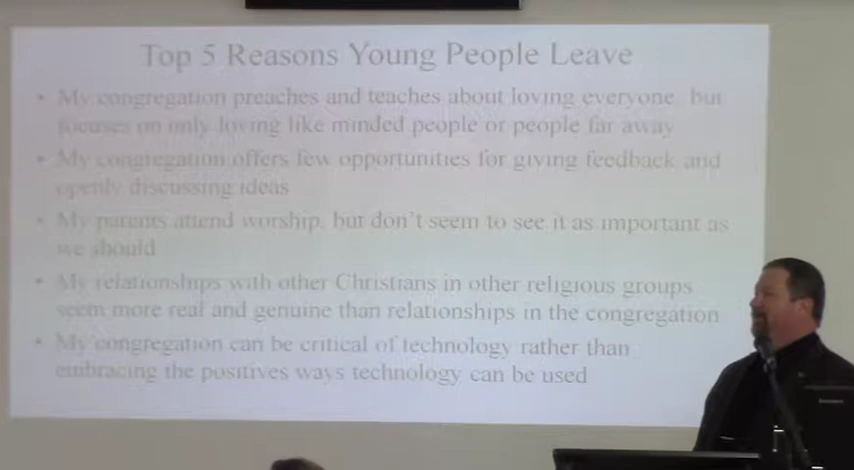 Top 5 Reasons Young People Leave
• My congregation preaches and teaches about loving everyone, but
focuses on only loving like minded people or people far away
• My congregation offers few opportunities for giving feedback and
openly discussing ideas
• My parents attend worship, but don't seem to see it as important as
we should
• My relationships with other Christians in other religious groups
seem more real and genuine than relationships in the congregation
• My congregation can be critical of technology rather than
embracing the positives ways technology can be used